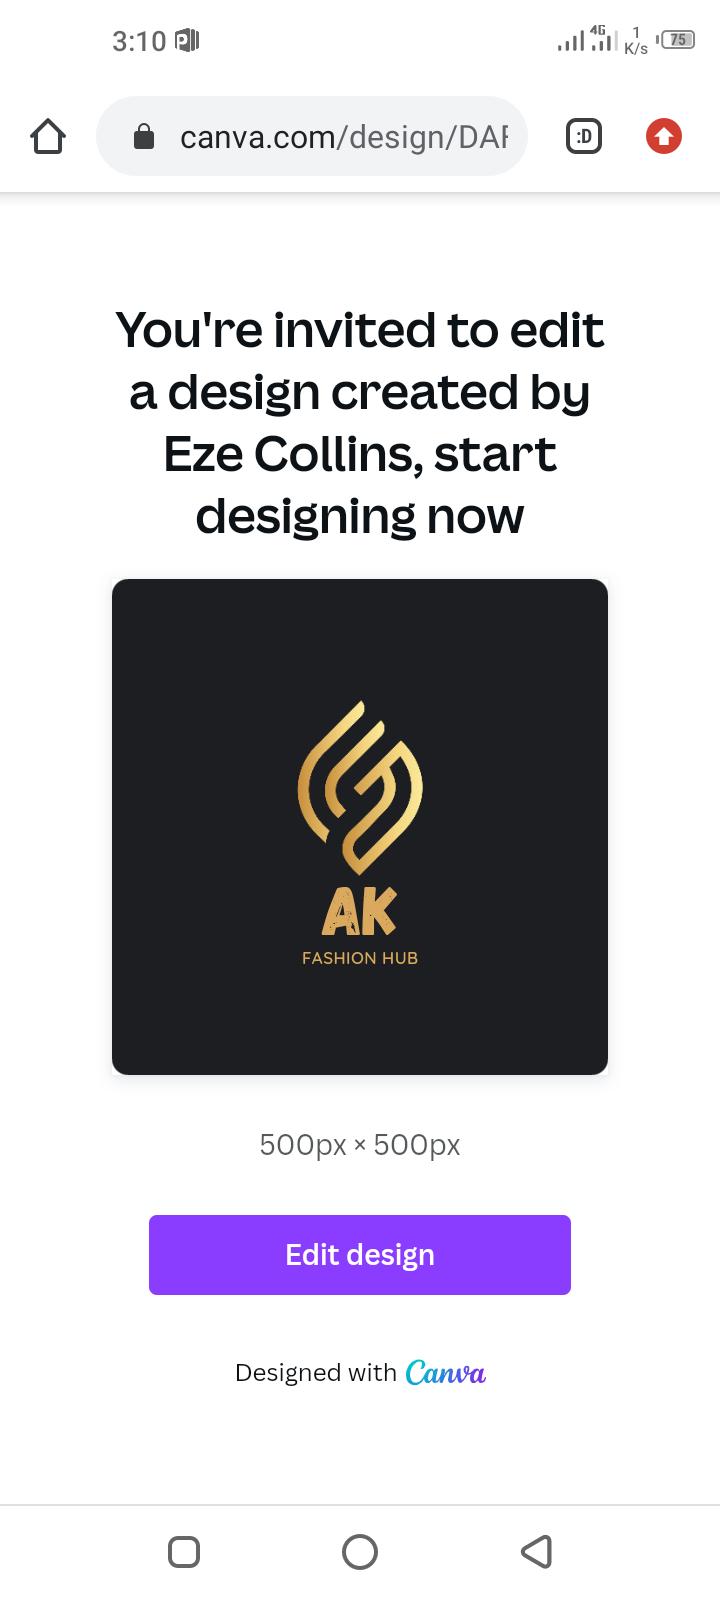 3:10
4G
1
K/s
75
canva.com/design/DAF
:D
You're invited to edit
a design created by
Eze Collins, start
designing now
AK
FASHION HUB
500px × 500px
Edit design
Designed with Canva